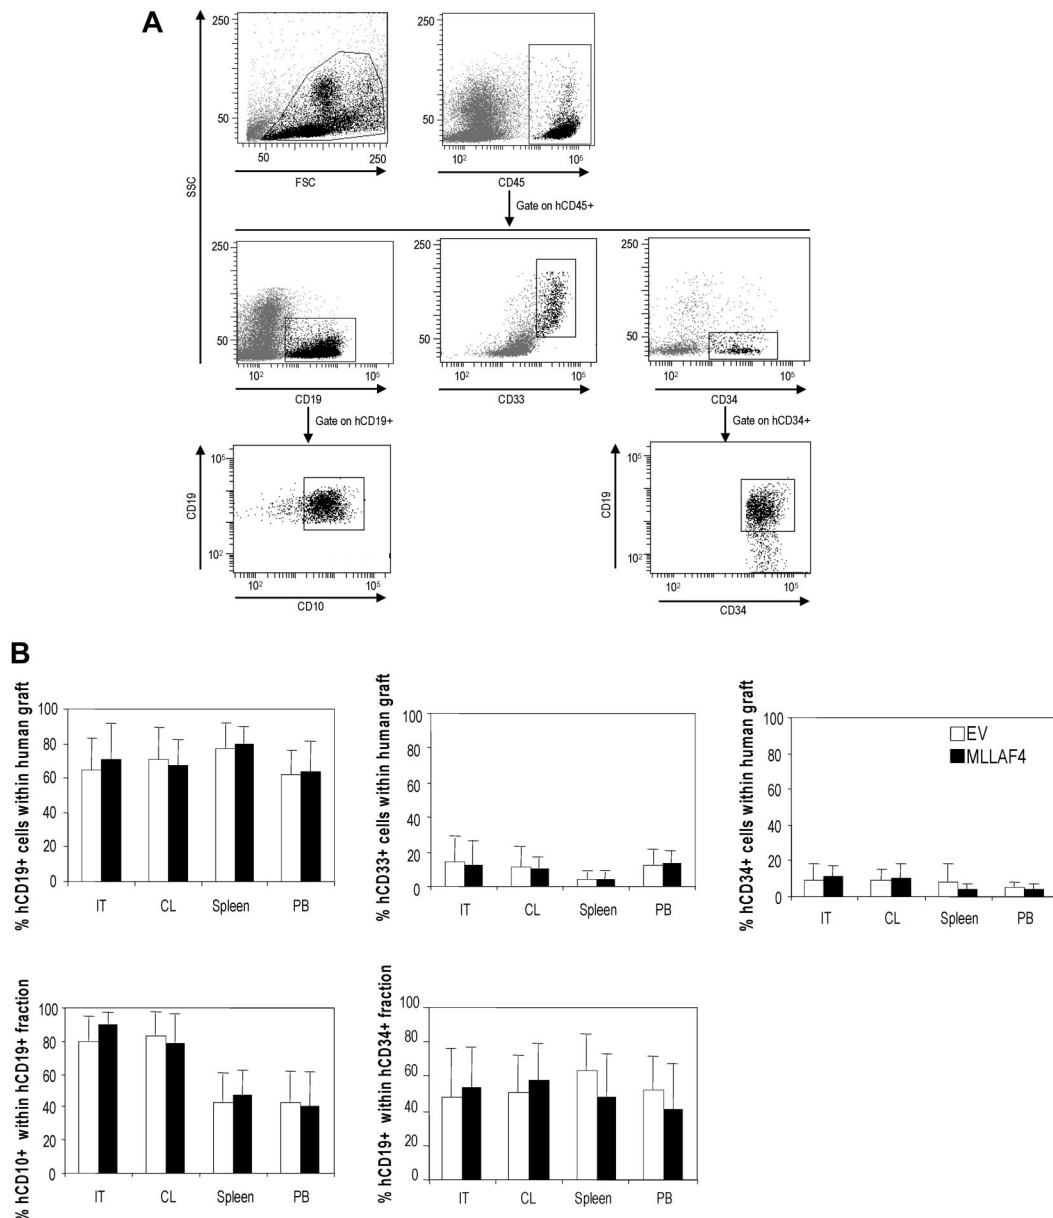 A
SSC
250
50
50
250
FSC
250
50
10²
10⁵
CD45
Gate on hCD45+
250
50
10²
10⁵
CD19
250
50
10²
10⁵
CD33
250
50
10²
10⁵
CD34
Gate on hCD19+
Gate on hCD34+
CD19
10⁵
10²
10²
10⁵
CD10
CD19
10⁵
10²
10²
10⁵
CD34
B
% hCD19+ cells within human graft
100
80
60
40
20
0
IT CL Spleen PB
% hCD33+ cells within human graft
100
80
60
40
20
0
IT CL Spleen PB
% hCD34+ cells within human graft
100
80
60
40
20
0
IT CL Spleen PB
EV
MLLAF4
% hCD10+ within hCD19+ fraction
100
80
60
40
20
0
IT CL Spleen PB
% hCD19+ within hCD34+ fraction
100
80
60
40
20
0
IT CL Spleen PB